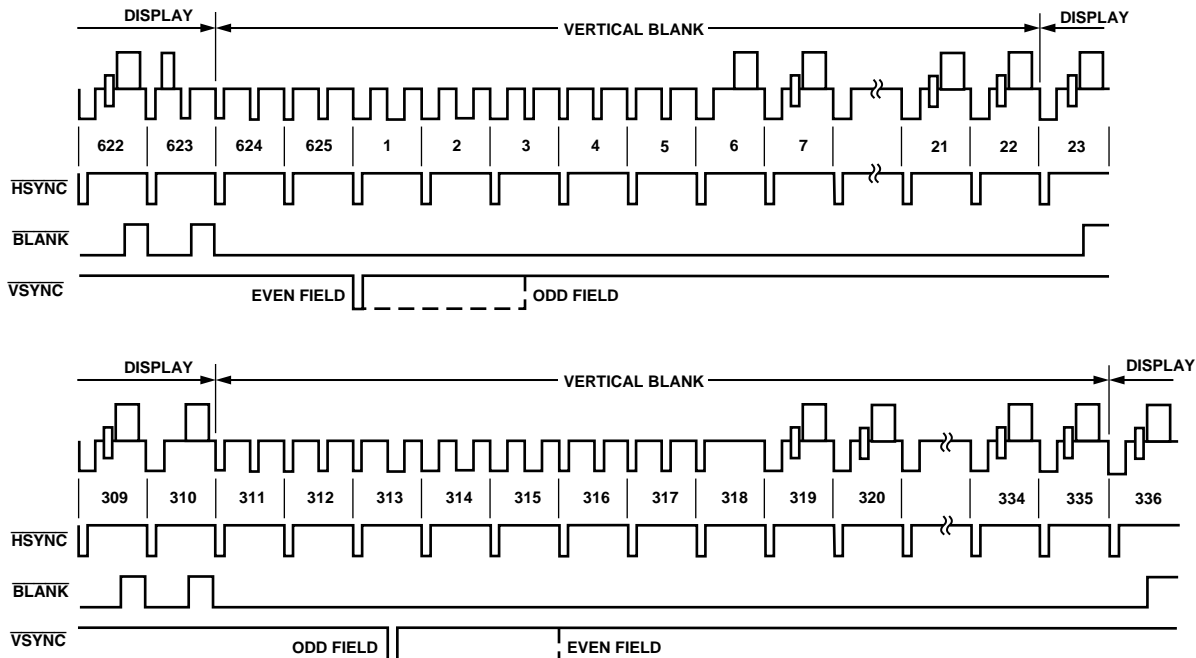 DISPLAY VERTICAL BLANK DISPLAY
622 623 624 625 1 2 3 4 5 6 7 21 22 23
HSYNC
BLANK
VSYNC
EVEN FIELD ODD FIELD
DISPLAY VERTICAL BLANK DISPLAY
309 310 311 312 313 314 315 316 317 318 319 320 334 335 336
HSYNC
BLANK
VSYNC
ODD FIELD EVEN FIELD